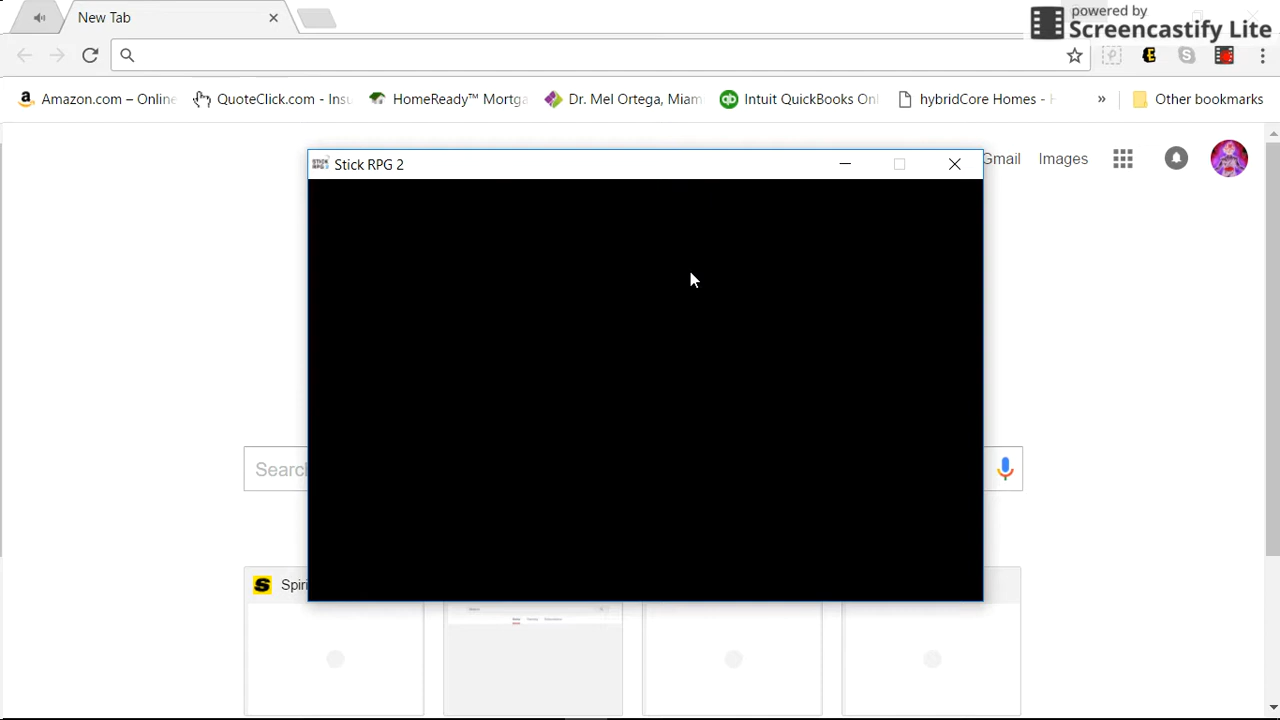 New Tab
powered by
Screencastify Lite
Amazon.com – Online
QuoteClick.com - Insu
HomeReady™ Mortga
Dr. Mel Ortega, Miam
Intuit QuickBooks Onl
hybridCore Homes - H
»
Other bookmarks
Stick RPG 2
Gmail
Images
Search
Spiri